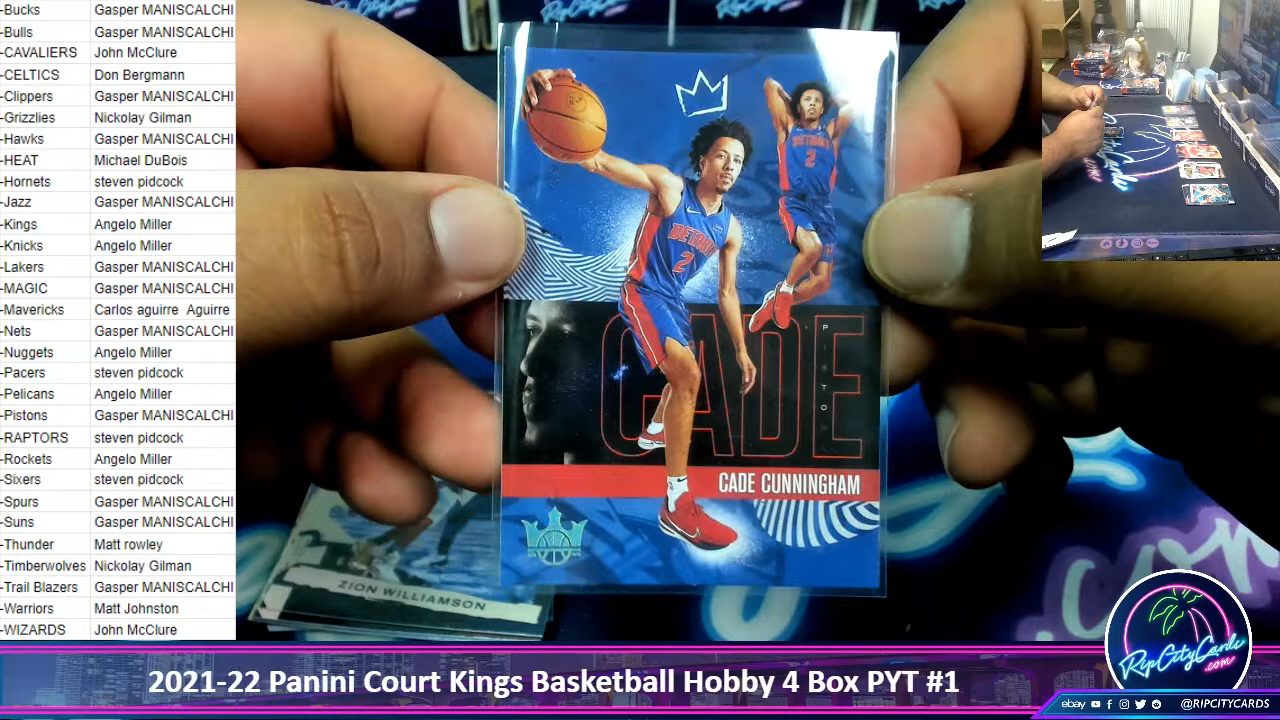 -Bucks Gasper MANISCALCHI
-Bulls Gasper MANISCALCHI
-CAVALIERS John McClure
-CELTICS Don Bergmann
-Clippers Gasper MANISCALCHI
-Grizzlies Nickolay Gilman
-Hawks Gasper MANISCALCHI
-HEAT Michael DuBois
-Hornets steven pidcock
-Jazz Gasper MANISCALCHI
-Kings Angelo Miller
-Knicks Angelo Miller
-Lakers Gasper MANISCALCHI
-MAGIC Gasper MANISCALCHI
-Mavericks Carlos aguirre Aguirre
-Nets Gasper MANISCALCHI
-Nuggets Angelo Miller
-Pacers steven pidcock
-Pelicans Angelo Miller
-Pistons Gasper MANISCALCHI
-RAPTORS steven pidcock
-Rockets Angelo Miller
-Sixers steven pidcock
-Spurs Gasper MANISCALCHI
-Suns Gasper MANISCALCHI
-Thunder Matt rowley
-Timberwolves Nickolay Gilman
-Trail Blazers Gasper MANISCALCHI
-Warriors Matt Johnston
-WIZARDS John McClure
DETROIT
2
DETROIT
2
CADE
PISTO
CADE CUNNINGHAM
ZION WILLIAMSON
.com
RipCityCards
.com
2021-22 Panini Court Kings Basketball Hobby 4 Box PYT #1
ebay @RIPCITYCARDS